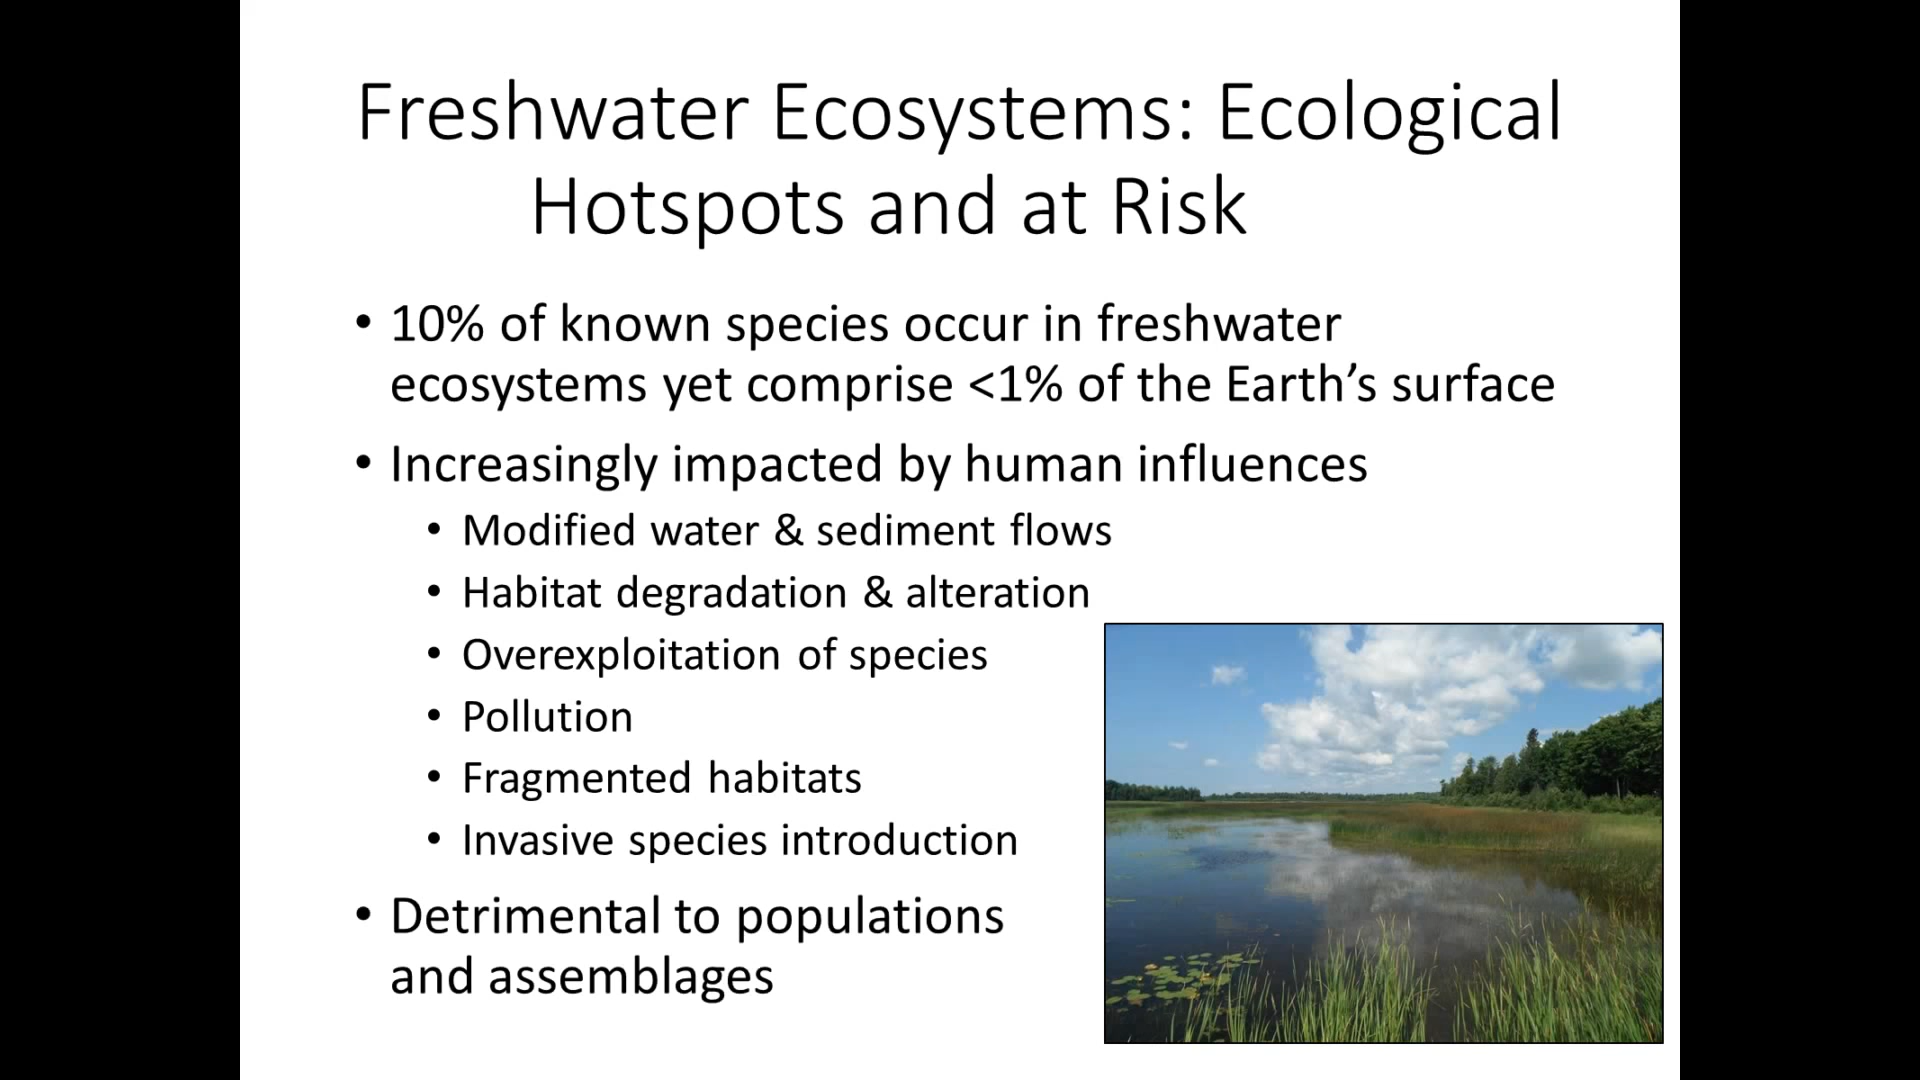 Freshwater Ecosystems: Ecological
Hotspots and at Risk
• 10% of known species occur in freshwater
ecosystems yet comprise <1% of the Earth’s surface
• Increasingly impacted by human influences
• Modified water & sediment flows
• Habitat degradation & alteration
• Overexploitation of species
• Pollution
• Fragmented habitats
• Invasive species introduction
• Detrimental to populations
and assemblages